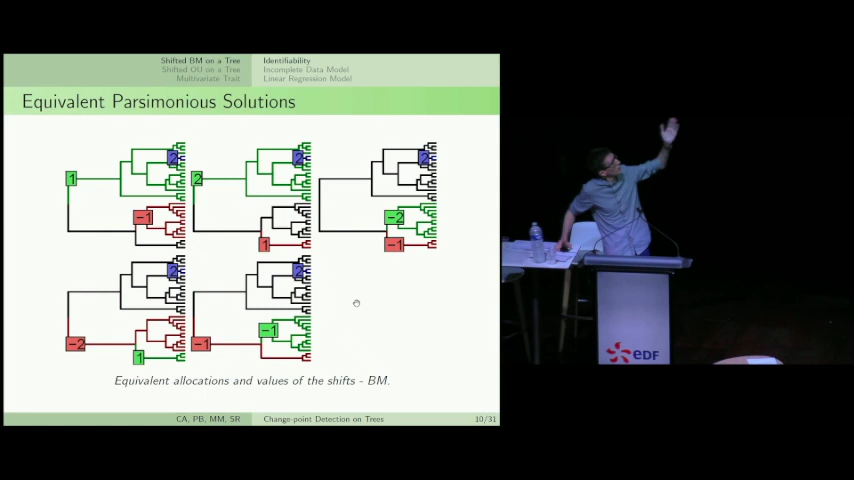 Shifted BM on a Tree
Shifted OU on a Tree
Multivariate Trait
Identifiability
Incomplete Data Model
Linear Regression Model
Equivalent Parsimonious Solutions
1
2
-1
2
2
1
2
-2
-1
2
-2
1
2
-1
-1
Equivalent allocations and values of the shifts - BM.
CA, PB, MM, SR
Change-point Detection on Trees
10/31
eDF